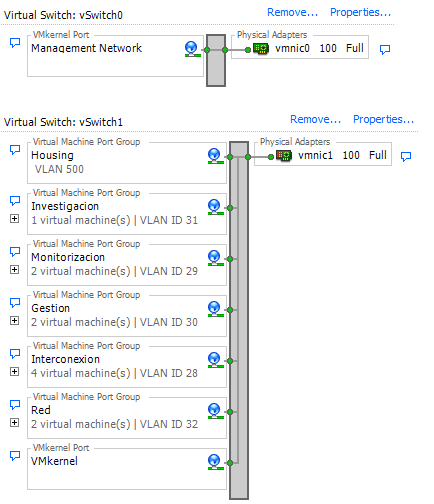 Virtual Switch: vSwitch0
Remove...
Properties...
VMkernel Port
Management Network
Physical Adapters
vmnic0 100 Full
Virtual Switch: vSwitch1
Remove...
Properties...
Virtual Machine Port Group
Housing
VLAN 500
Physical Adapters
vmnic1 100 Full
Virtual Machine Port Group
Investigacion
1 virtual machine(s) | VLAN ID 31
Virtual Machine Port Group
Monitorizacion
2 virtual machine(s) | VLAN ID 29
Virtual Machine Port Group
Gestion
2 virtual machine(s) | VLAN ID 30
Virtual Machine Port Group
Interconexion
4 virtual machine(s) | VLAN ID 28
Virtual Machine Port Group
Red
2 virtual machine(s) | VLAN ID 32
VMkernel Port
VMkernel